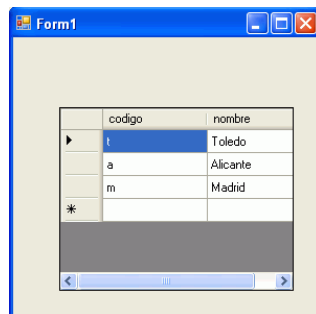 Form1
codigo nombre
t Toledo
a Alicante
m Madrid